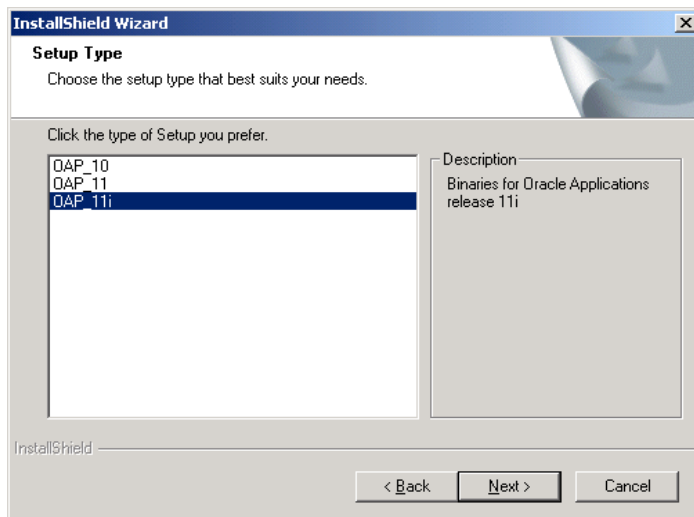 InstallShield Wizard
Setup Type
Choose the setup type that best suits your needs.
Click the type of Setup you prefer.
OAP_10
OAP_11
OAP_11i
Description
Binaries for Oracle Applications
release 11i
InstallShield
< Back
Next >
Cancel